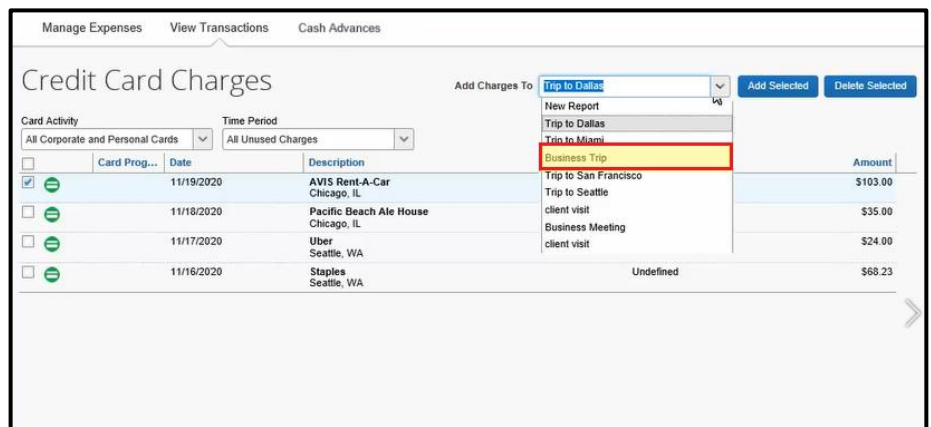 Manage Expenses View Transactions Cash Advances
Credit Card Charges
Add Charges To Trip to Dallas Add Selected Delete Selected
New Report
Trip to Dallas
Trip to Miami
Business Trip
Trip to San Francisco
Trip to Seattle
client visit
Business Meeting
client visit
Card Activity Time Period
All Corporate and Personal Cards All Unused Charges
Card Prog... Date Description Amount
11/19/2020 AVIS Rent-A-Car $103.00
Chicago, IL
11/18/2020 Pacific Beach Ale House $35.00
Chicago, IL
11/17/2020 Uber $24.00
Seattle, WA
11/16/2020 Staples Undefined $68.23
Seattle, WA